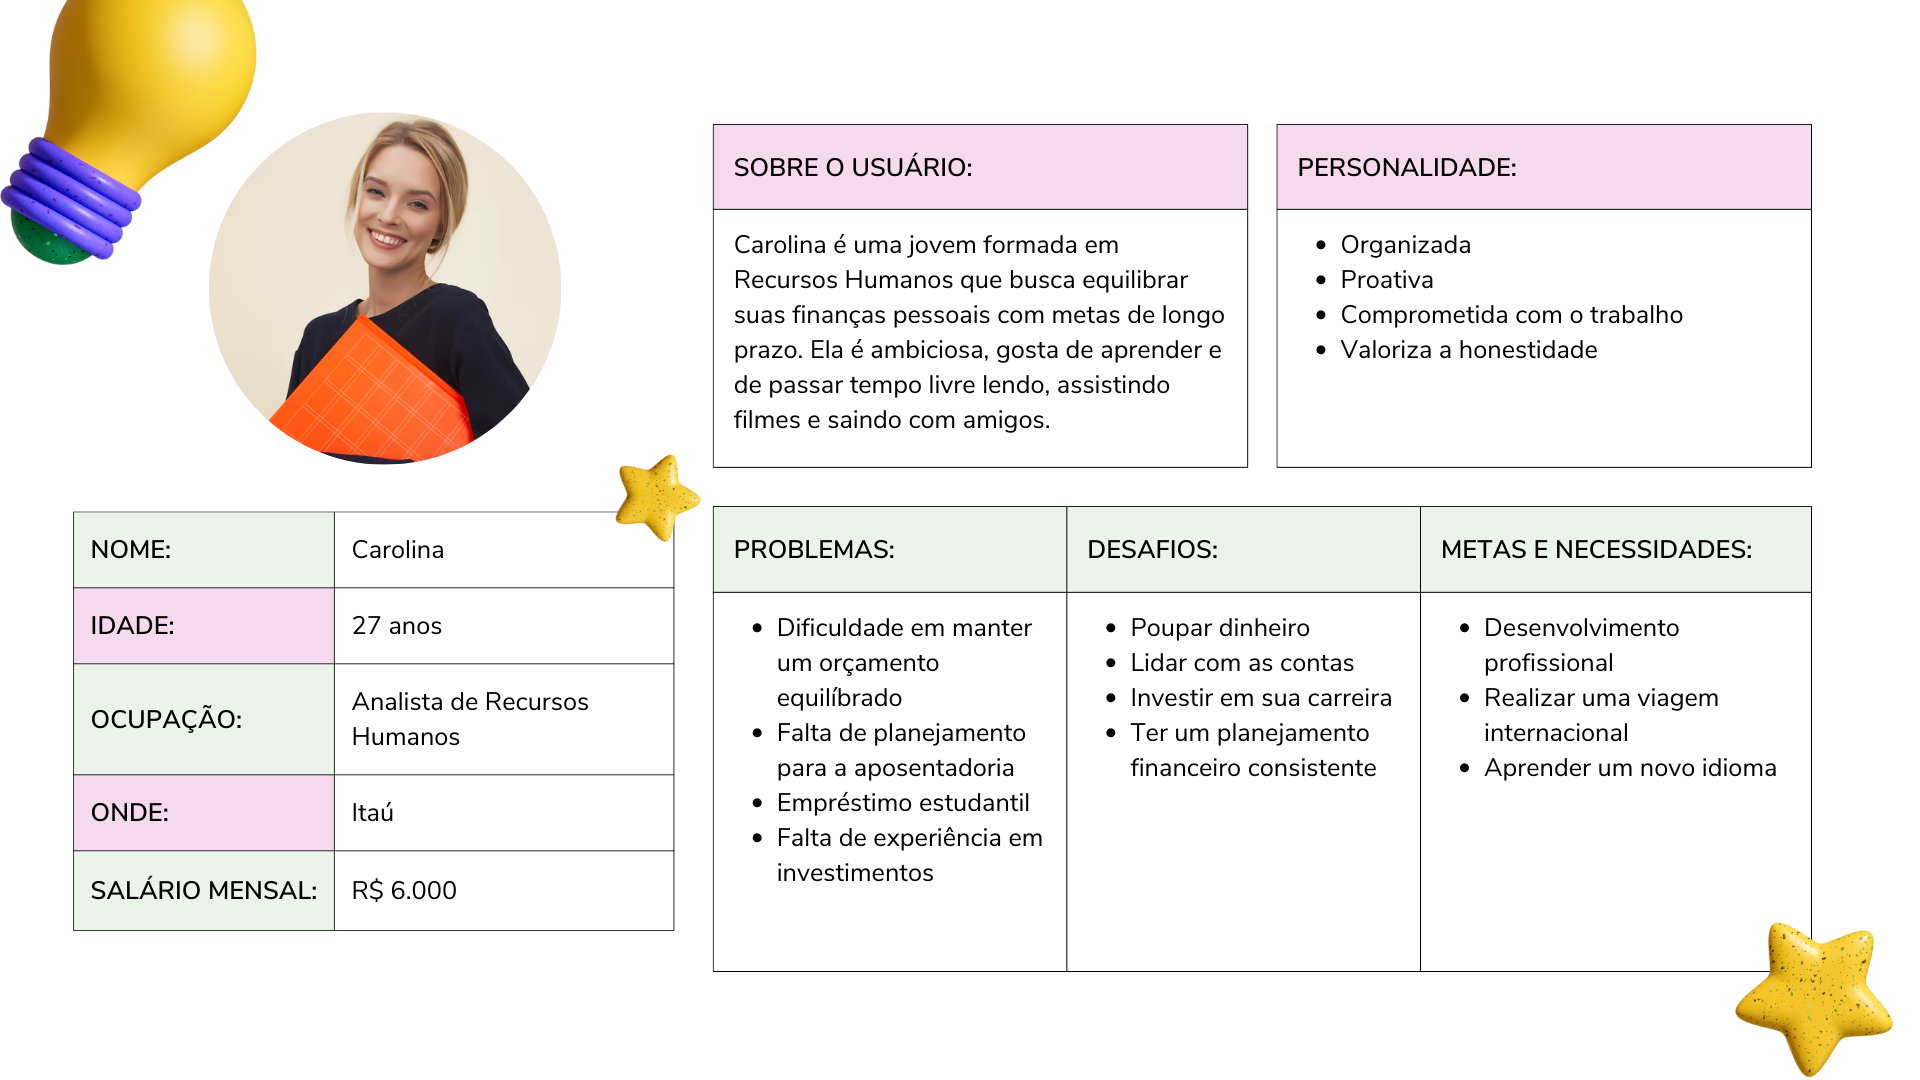 SOBRE O USUÁRIO:
Carolina é uma jovem formada em
Recursos Humanos que busca equilibrar
suas finanças pessoais com metas de longo
prazo. Ela é ambiciosa, gosta de aprender e
de passar tempo livre lendo, assistindo
filmes e saindo com amigos.
PERSONALIDADE:
• Organizada
• Proativa
• Comprometida com o trabalho
• Valoriza a honestidade
NOME: Carolina
IDADE: 27 anos
OCUPAÇÃO: Analista de Recursos
Humanos
ONDE: Itaú
SALÁRIO MENSAL: R$ 6.000
PROBLEMAS:
• Dificuldade em manter
um orçamento
equilíbrado
• Falta de planejamento
para a aposentadoria
• Empréstimo estudantil
• Falta de experiência em
investimentos
DESAFIOS:
• Poupar dinheiro
• Lidar com as contas
• Investir em sua carreira
• Ter um planejamento
financeiro consistente
METAS E NECESSIDADES:
• Desenvolvimento
profissional
• Realizar uma viagem
internacional
• Aprender um novo idioma